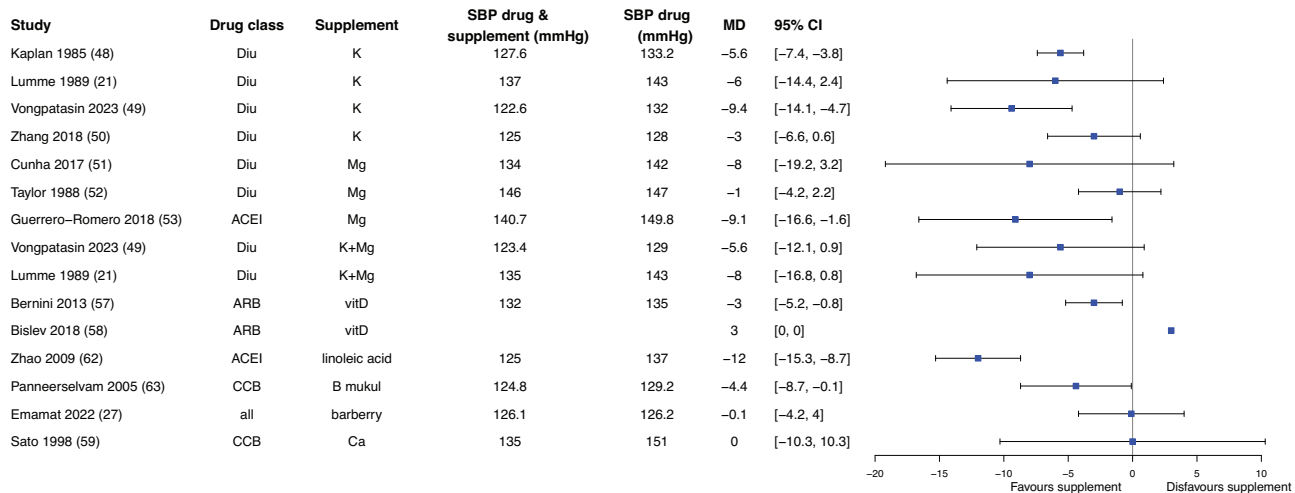 Study Drug class Supplement SBP drug & supplement (mmHg) SBP drug (mmHg) MD 95% CI
Kaplan 1985 (48) Diu K 127.6 133.2 −5.6 [−7.4, −3.8]
Lumme 1989 (21) Diu K 137 143 −6 [−14.4, 2.4]
Vongpatasin 2023 (49) Diu K 122.6 132 −9.4 [−14.1, −4.7]
Zhang 2018 (50) Diu K 125 128 −3 [−6.6, 0.6]
Cunha 2017 (51) Diu Mg 134 142 −8 [−19.2, 3.2]
Taylor 1988 (52) Diu Mg 146 147 −1 [−4.2, 2.2]
Guerrero−Romero 2018 (53) ACEI Mg 140.7 149.8 −9.1 [−16.6, −1.6]
Vongpatasin 2023 (49) Diu K+Mg 123.4 129 −5.6 [−12.1, 0.9]
Lumme 1989 (21) Diu K+Mg 135 143 −8 [−16.8, 0.8]
Bernini 2013 (57) ARB vitD 132 135 −3 [−5.2, −0.8]
Bislev 2018 (58) ARB vitD 3 [0, 0]
Zhao 2009 (62) ACEI linoleic acid 125 137 −12 [−15.3, −8.7]
Panneerselvam 2005 (63) CCB B mukul 124.8 129.2 −4.4 [−8.7, −0.1]
Emamat 2022 (27) all barberry 126.1 126.2 −0.1 [−4.2, 4]
Sato 1998 (59) CCB Ca 135 151 0 [−10.3, 10.3]
−20 −15 −10 −5 0 5 10
Favours supplement Disfavours supplement